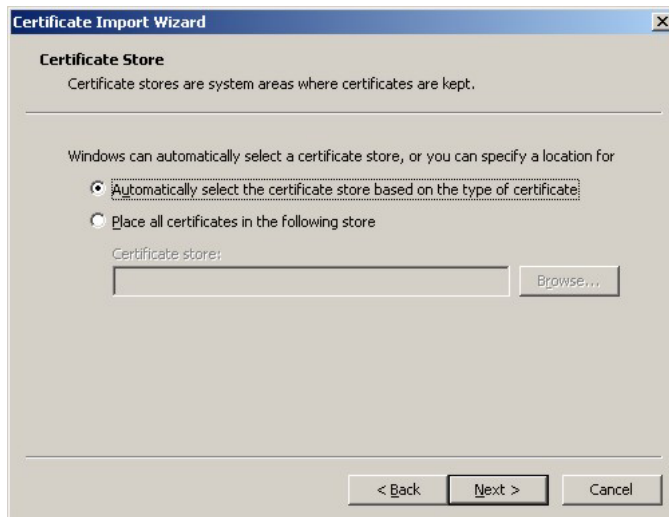 Certificate Import Wizard
Certificate Store
Certificate stores are system areas where certificates are kept.
Windows can automatically select a certificate store, or you can specify a location for
Automatically select the certificate store based on the type of certificate
Place all certificates in the following store
Certificate store:
Browse...
< Back Next > Cancel